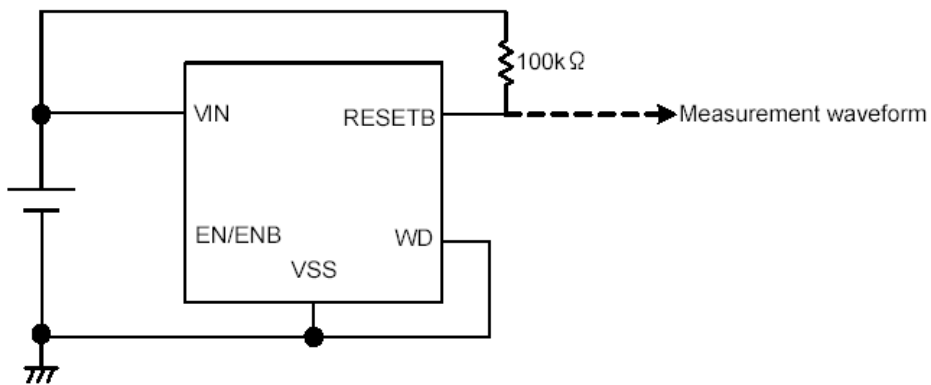 100kΩ
VIN
RESETB
Measurement waveform
EN/ENB
WD
VSS